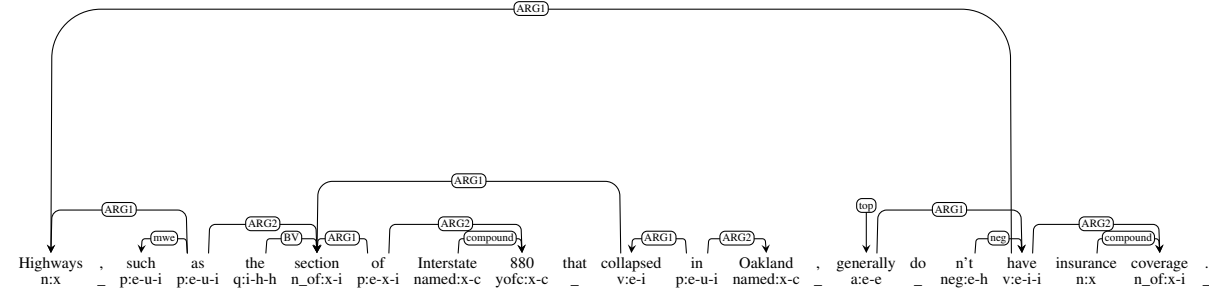 ARG1
ARG1
top
ARG1 ARG2 ARG2 ARG1 ARG2
mwe BV ARG1 compound ARG1 ARG2 neg compound
Highways , such as the section of Interstate 880 that collapsed in Oakland , generally do n't have insurance coverage .
n:x _ p:e-u-i p:e-u-i q:i-h-h n_of:x-i p:e-x-i named:x-c yofc:x-c _ v:e-i p:e-u-i named:x-c _ a:e-e _ neg:e-h v:e-i-i n:x n_of:x-i _